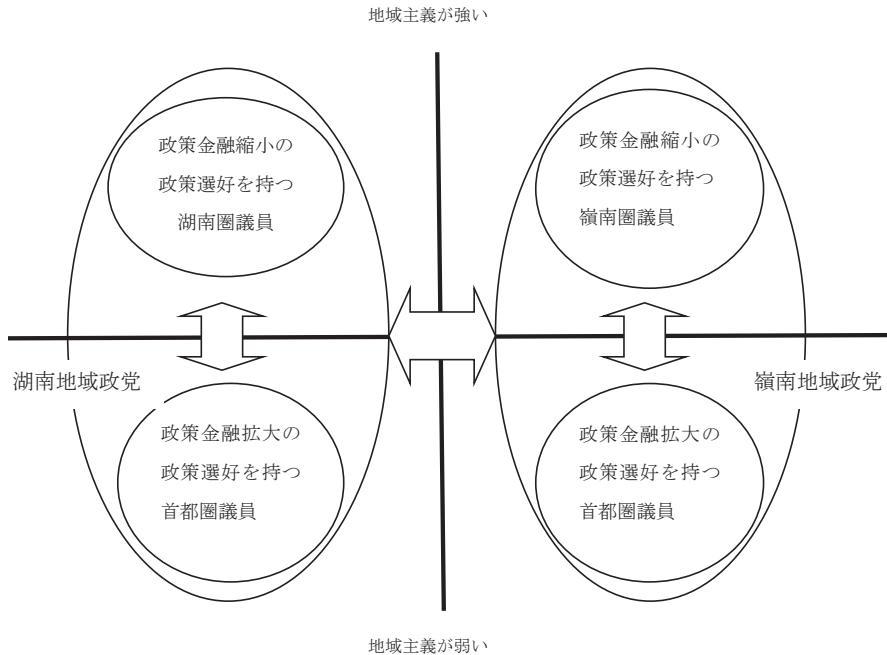 地域主義が強い
政策金融縮小の
政策選好を持つ
湖南圏議員
政策金融縮小の
政策選好を持つ
嶺南圏議員
湖南地域政党
嶺南地域政党
政策金融拡大の
政策選好を持つ
首都圏議員
政策金融拡大の
政策選好を持つ
首都圏議員
地域主義が弱い